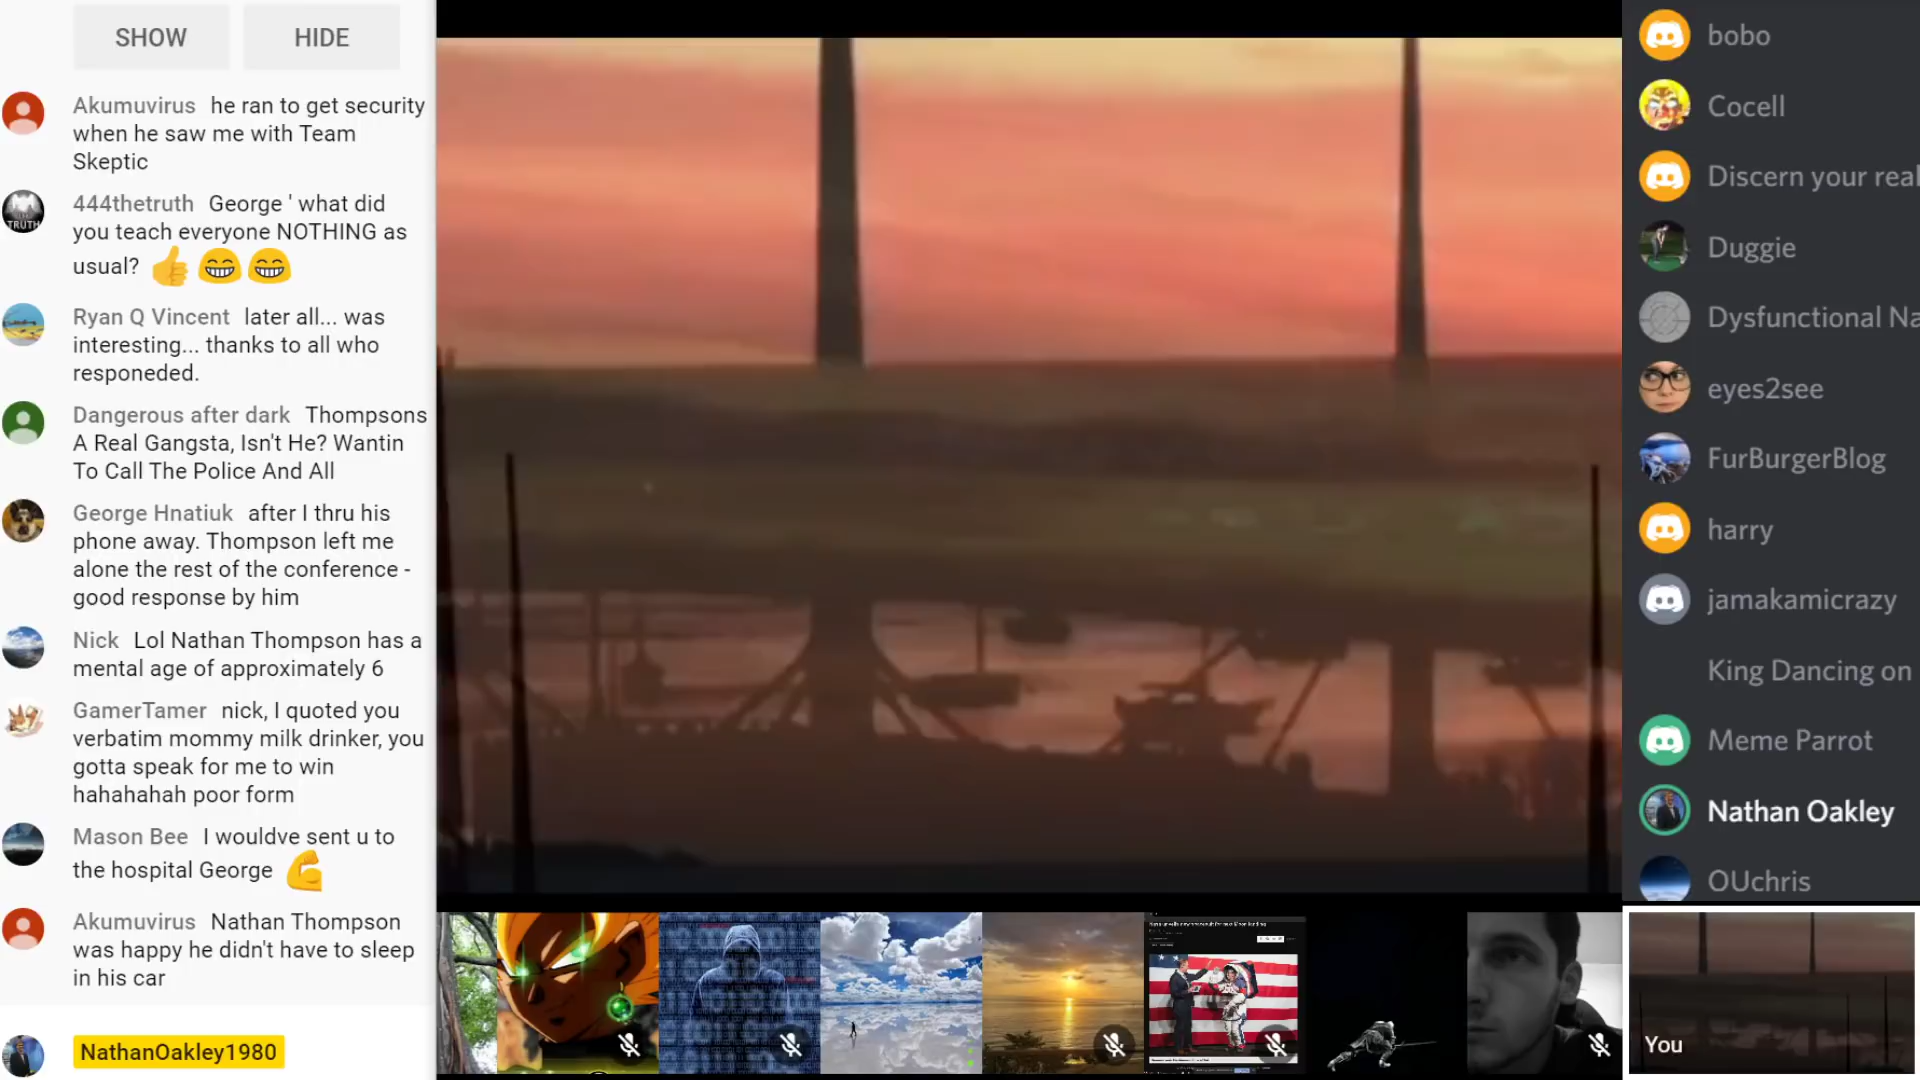 SHOW
HIDE
Akumuvirus he ran to get security
when he saw me with Team
Skeptic
444thetruth George ' what did
you teach everyone NOTHING as
usual?
TRUTH
Ryan Q Vincent later all... was
interesting... thanks to all who
responeded.
Dangerous after dark Thompsons
A Real Gangsta, Isn't He? Wantin
To Call The Police And All
George Hnatiuk after I thru his
phone away. Thompson left me
alone the rest of the conference -
good response by him
Nick Lol Nathan Thompson has a
mental age of approximately 6
GamerTamer nick, I quoted you
verbatim mommy milk drinker, you
gotta speak for me to win
hahahahah poor form
Mason Bee I wouldve sent u to
the hospital George
Akumuvirus Nathan Thompson
was happy he didn't have to sleep
in his car
NathanOakley1980
You
bobo
Cocell
Discern your real
Duggie
Dysfunctional Na
eyes2see
FurBurgerBlog
harry
jamakamicrazy
King Dancing on
Meme Parrot
Nathan Oakley
OUchris